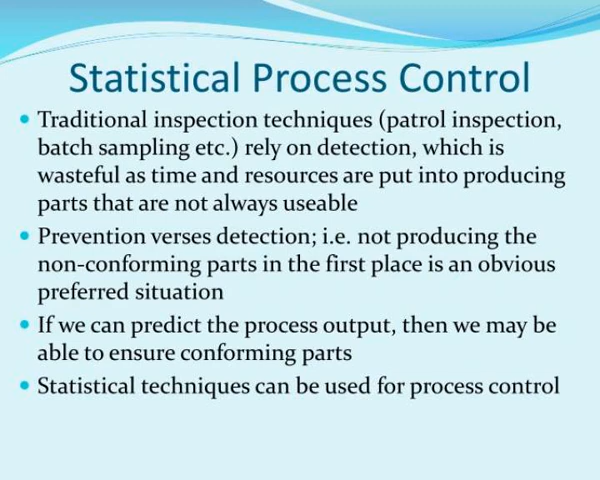 Statistical Process Control
• Traditional inspection techniques (patrol inspection,
batch sampling etc.) rely on detection, which is
wasteful as time and resources are put into producing
parts that are not always useable
• Prevention verses detection; i.e. not producing the
non-conforming parts in the first place is an obvious
preferred situation
• If we can predict the process output, then we may be
able to ensure conforming parts
• Statistical techniques can be used for process control